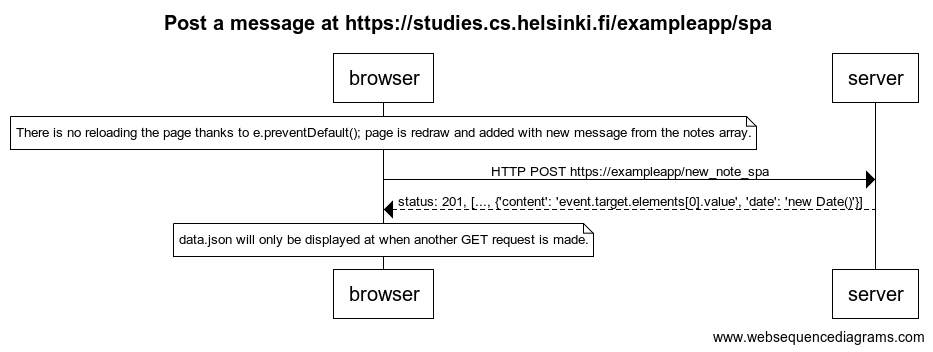 Post a message at https://studies.cs.helsinki.fi/exampleapp/spa
browser
server
There is no reloading the page thanks to e.preventDefault(); page is redraw and added with new message from the notes array.
HTTP POST https://exampleapp/new_note_spa
status: 201, [..., {'content': 'event.target.elements[0].value', 'date': 'new Date()'}]
data.json will only be displayed at when another GET request is made.
browser
server
www.websequencediagrams.com